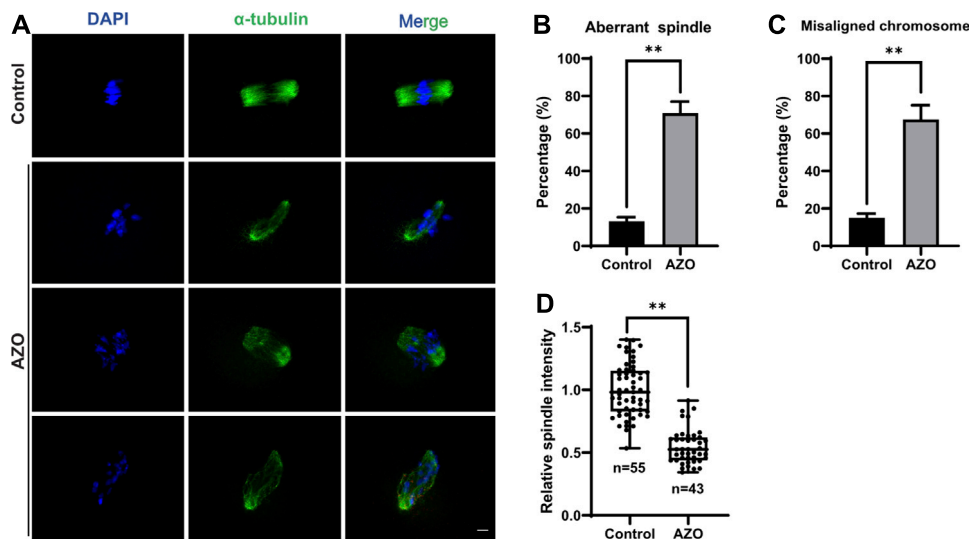 A
DAPI
α-tubulin
Merge
Control
AZO
B
Aberrant spindle
**
Percentage (%)
100
80
60
40
20
0
Control
AZO
C
Misaligned chromosome
**
Percentage (%)
100
80
60
40
20
0
Control
AZO
D
**
Relative spindle intensity
1.5
1.0
0.5
0.0
n=55
n=43
Control
AZO